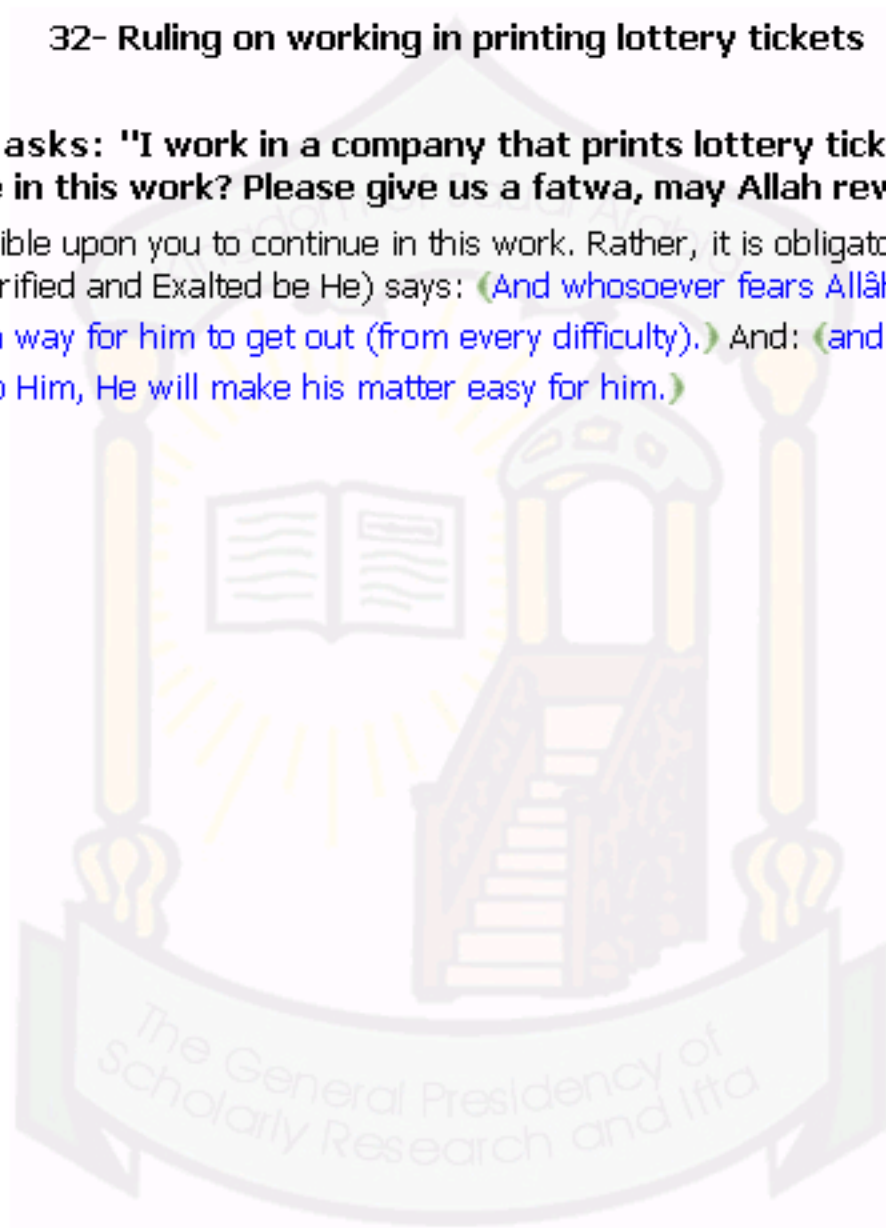 32- Ruling on working in printing lottery tickets
asks: "I work in a company that prints lottery tick
in this work? Please give us a fatwa, may Allah rew
ible upon you to continue in this work. Rather, it is obligato
rified and Exalted be He) says: (And whosoever fears Allâh
way for him to get out (from every difficulty).) And: (and
Him, He will make his matter easy for him.)
Kingdom of Saudi Arabia
The General Presidency of
Scholarly Research and Ifta